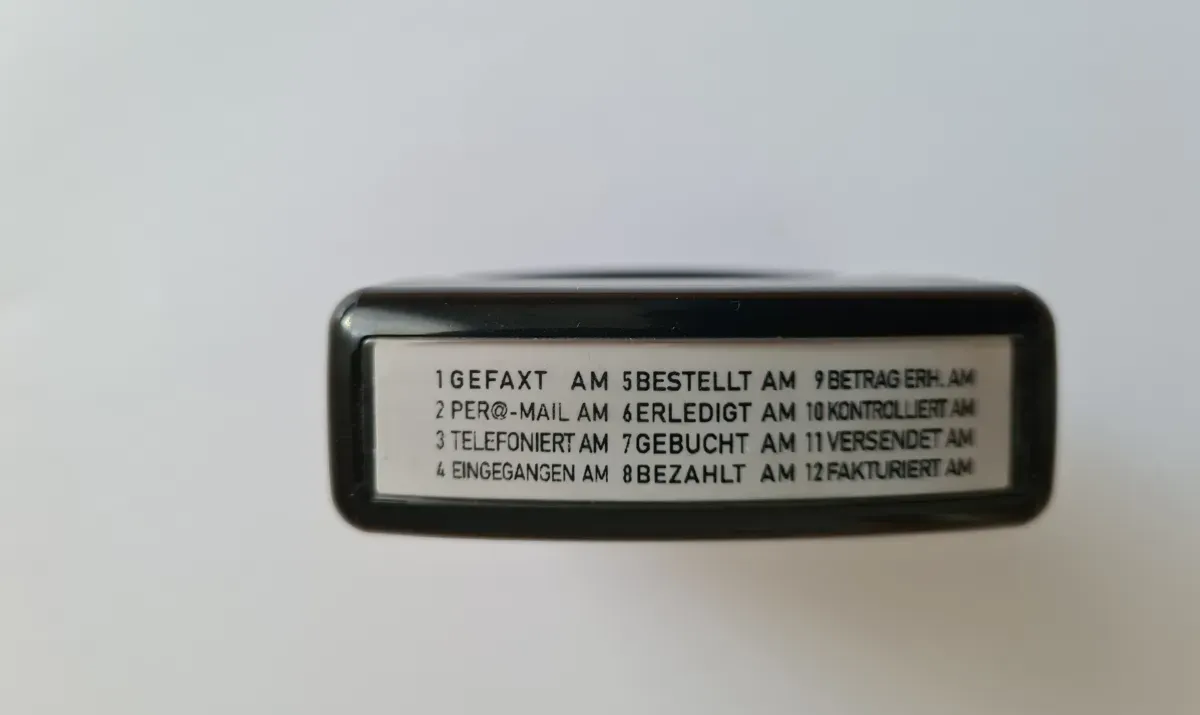 1 GEFAXT AM 5 BESTELLT AM 9 BETRAG ERH. AM
2 PER@-MAIL AM 6 ERLEDIGT AM 10 KONTROLLIERT AM
3 TELEFONIERT AM 7 GEBUCHT AM 11 VERSENDET AM
4 EINGEGANGEN AM 8 BEZAHLT AM 12 FAKTURIERT AM